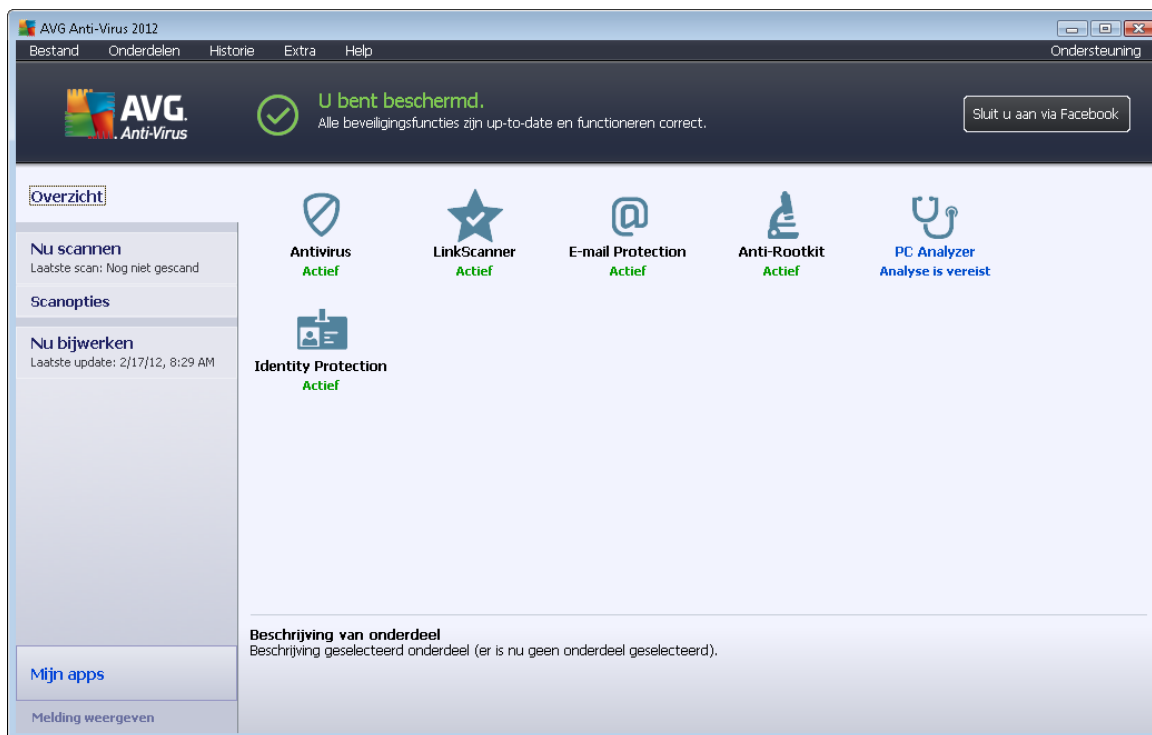 AVG Anti-Virus 2012
Bestand Onderdelen Historie Extra Help Ondersteuning
AVG.
Anti-Virus
U bent beschermd.
Alle beveiligingsfuncties zijn up-to-date en functioneren correct.
Sluit u aan via Facebook
Overzicht
Nu scannen
Laatste scan: Nog niet gescand
Scanopties
Nu bijwerken
Laatste update: 2/17/12, 8:29 AM
Antivirus
Actief
LinkScanner
Actief
E-mail Protection
Actief
Anti-Rootkit
Actief
PC Analyzer
Analyse is vereist
Identity Protection
Actief
Beschrijving van onderdeel
Beschrijving geselecteerd onderdeel (er is nu geen onderdeel geselecteerd).
Mijn apps
Melding weergeven